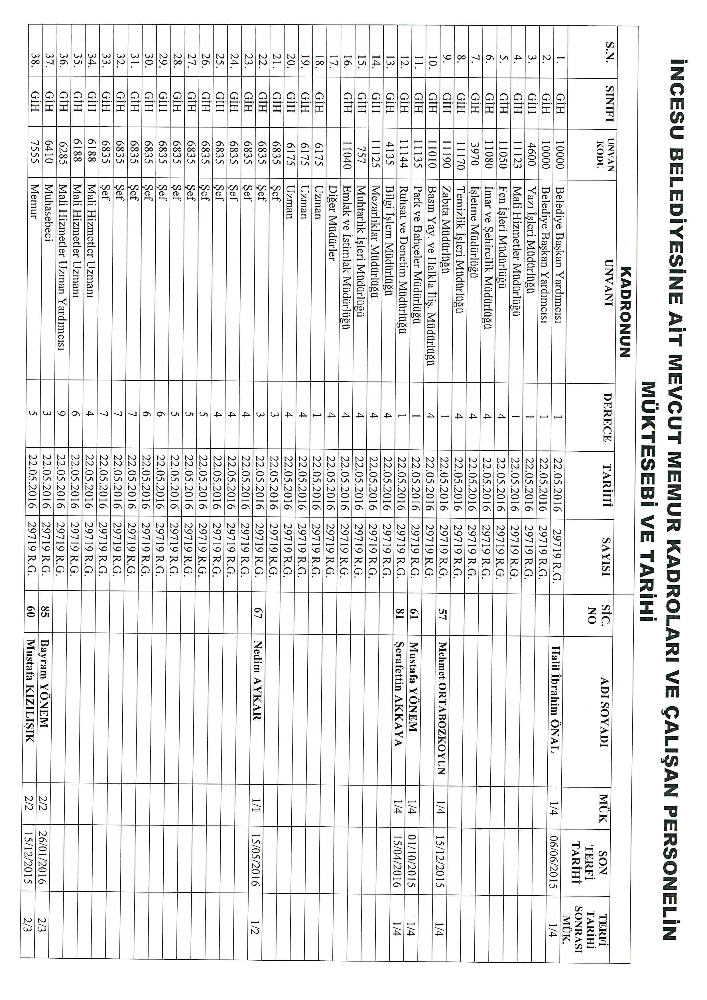 İNCESU BELEDİYESİNE AİT MEVCUT MEMUR KADROLARI VE ÇALIŞAN PERSONELİN
MÜKTESEBİ VE TARİHİ
KADRONUN
S.N. SINIFI UNVAN KODU UNVANI DERECE TARİHİ SAYISI SİC. NO ADI SOYADI MÜK SON TERFİ TARİHİ TERFİ TARİHİ SONRASI MÜK.
1. GİH 10000 Belediye Başkan Yardımcısı 1 22.05.2016 29719 R.G. Halil İbrahim ÖNAL 1/4 06/06/2015 1/4
2. GİH 10000 Belediye Başkan Yardımcısı 1 22.05.2016 29719 R.G.
3. GİH 4600 Yazı İşleri Müdürlüğü 1 22.05.2016 29719 R.G.
4. GİH 11123 Mali Hizmetler Müdürlüğü 1 22.05.2016 29719 R.G.
5. GİH 11050 Fen İşleri Müdürlüğü 4 22.05.2016 29719 R.G.
6. GİH 11080 İmar ve Şehircilik Müdürlüğü 4 22.05.2016 29719 R.G.
7. GİH 3970 İşletme Müdürlüğü 4 22.05.2016 29719 R.G.
8. GİH 11170 Temizlik İşleri Müdürlüğü 4 22.05.2016 29719 R.G.
9. GİH 11190 Zabıta Müdürlüğü 1 22.05.2016 29719 R.G. 57 Mehmet ORTABOZKOYUN 1/4 15/12/2015 1/4
10. GİH 11010 Basın Yay. ve Halkla İliş. Müdürlüğü 4 22.05.2016 29719 R.G.
11. GİH 11135 Park ve Bahçeler Müdürlüğü 1 22.05.2016 29719 R.G. 61 Mustafa YÖNEM 1/4 01/10/2015 1/4
12. GİH 11144 Ruhsat ve Denetim Müdürlüğü 1 22.05.2016 29719 R.G. 81 Şerafettin AKKAYA 1/4 15/04/2016 1/4
13. GİH 4135 Bilgi İşlem Müdürlüğü 4 22.05.2016 29719 R.G.
14. GİH 11125 Mezarlıklar Müdürlüğü 4 22.05.2016 29719 R.G.
15. GİH 757 Muhtarlık İşleri Müdürlüğü 4 22.05.2016 29719 R.G.
16. GİH 11040 Emlak ve İstimlak Müdürlüğü 4 22.05.2016 29719 R.G.
17. Diğer Müdürler 4 22.05.2016 29719 R.G.
18. GİH 6175 Uzman 1 22.05.2016 29719 R.G.
19. GİH 6175 Uzman 4 22.05.2016 29719 R.G.
20. GİH 6175 Uzman 4 22.05.2016 29719 R.G.
21. GİH 6835 Şef 3 22.05.2016 29719 R.G.
22. GİH 6835 Şef 3 22.05.2016 29719 R.G. 67 Nedim AYKAR 1/1 15/05/2016 1/2
23. GİH 6835 Şef 4 22.05.2016 29719 R.G.
24. GİH 6835 Şef 4 22.05.2016 29719 R.G.
25. GİH 6835 Şef 4 22.05.2016 29719 R.G.
26. GİH 6835 Şef 5 22.05.2016 29719 R.G.
27. GİH 6835 Şef 5 22.05.2016 29719 R.G.
28. GİH 6835 Şef 5 22.05.2016 29719 R.G.
29. GİH 6835 Şef 6 22.05.2016 29719 R.G.
30. GİH 6835 Şef 6 22.05.2016 29719 R.G.
31. GİH 6835 Şef 7 22.05.2016 29719 R.G.
32. GİH 6835 Şef 7 22.05.2016 29719 R.G.
33. GİH 6835 Şef 7 22.05.2016 29719 R.G.
34. GİH 6188 Mali Hizmetler Uzmanı 4 22.05.2016 29719 R.G.
35. GİH 6188 Mali Hizmetler Uzmanı 6 22.05.2016 29719 R.G.
36. GİH 6285 Mali Hizmetler Uzman Yardımcısı 9 22.05.2016 29719 R.G.
37. GİH 6410 Muhasebeci 3 22.05.2016 29719 R.G. 85 Bayram YÖNEM 2/2 26/01/2016 2/3
38. GİH 7555 Memur 5 22.05.2016 29719 R.G. 60 Mustafa KIZILIŞIK 2/2 15/12/2015 2/3